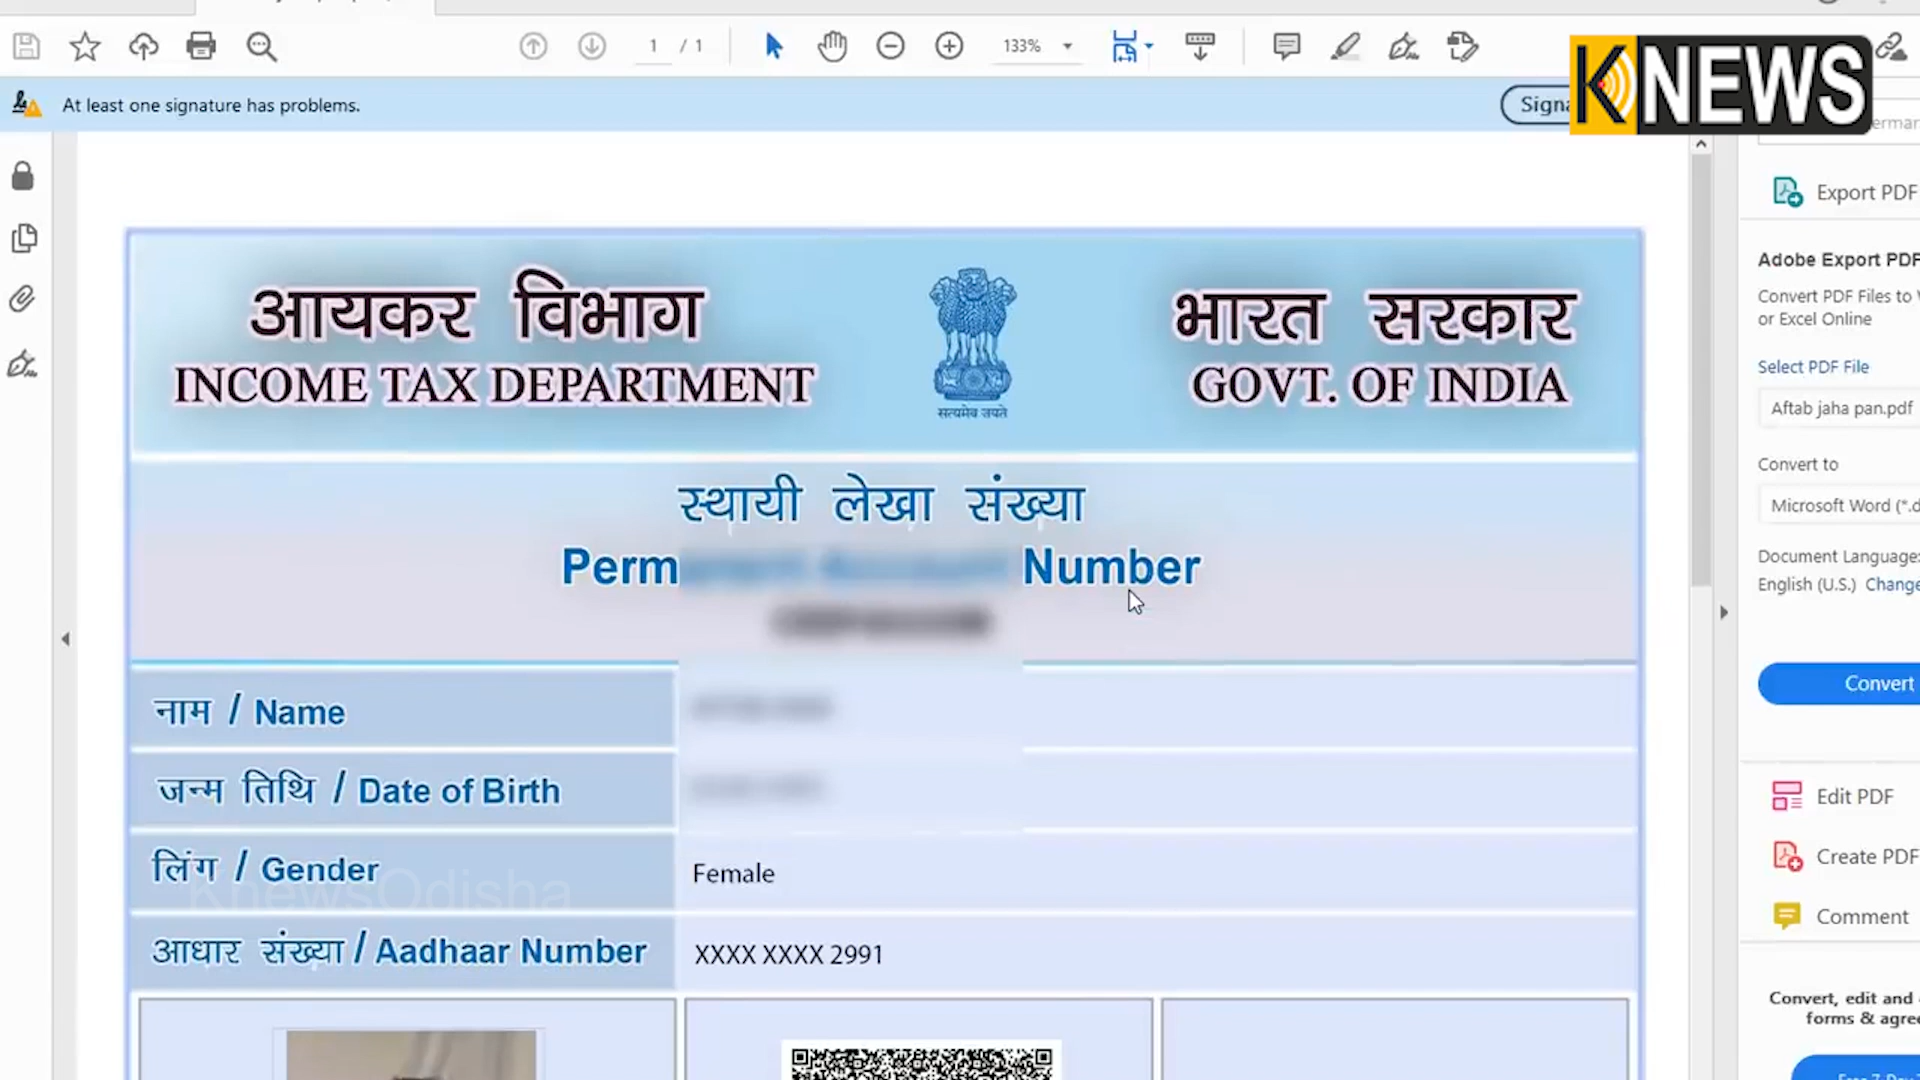 1 / 1
133%
KNEWS
At least one signature has problems.
Export PDF
Adobe Export PDF
Convert PDF Files to
or Excel Online
Select PDF File
Aftab jaha pan.pdf
Convert to
Microsoft Word (*.d
Document Language:
English (U.S.) Change
Convert
Edit PDF
Create PDF
Comment
Convert, edit and
forms & agre
आयकर विभाग
INCOME TAX DEPARTMENT
सत्यमेव जयते
भारत सरकार
GOVT. OF INDIA
स्थायी लेखा संख्या
Perm Number
नाम / Name
जन्म तिथि / Date of Birth
लिंग / Gender
Female
KnewsOdisha
आधार संख्या / Aadhaar Number
XXXX XXXX 2991